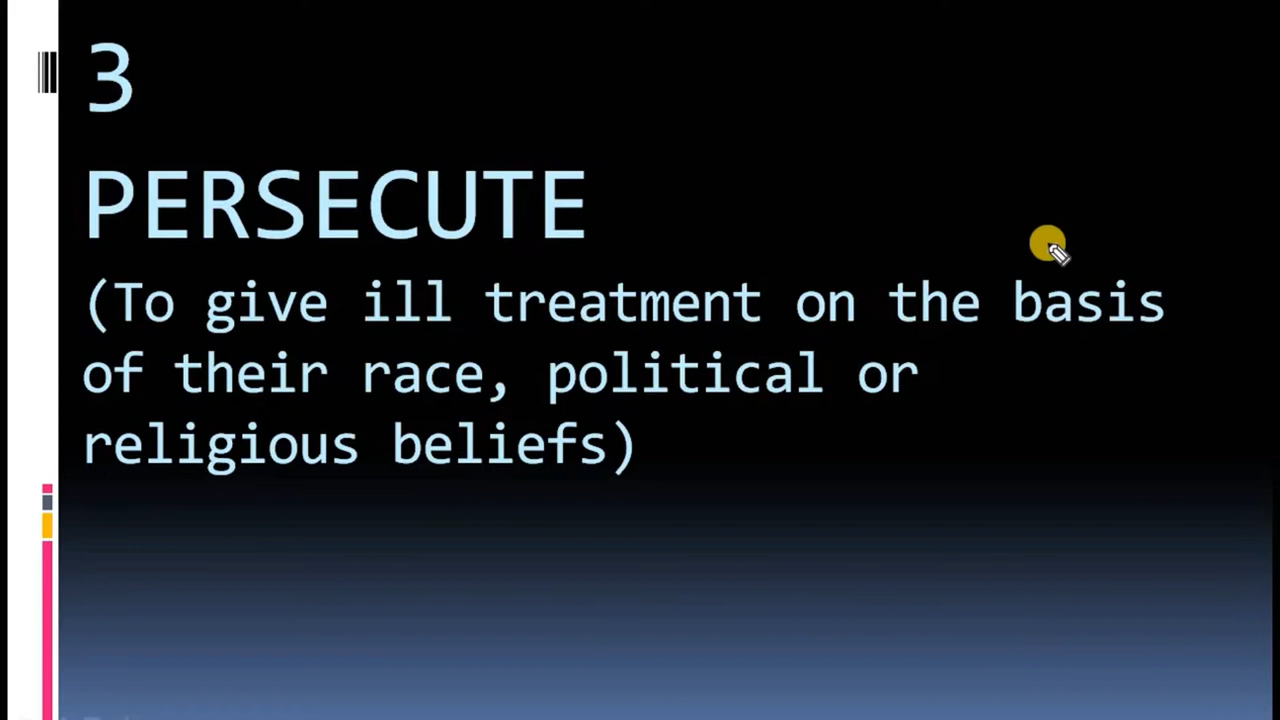 3
PERSECUTE
(To give ill treatment on the basis
of their race, political or
religious beliefs)